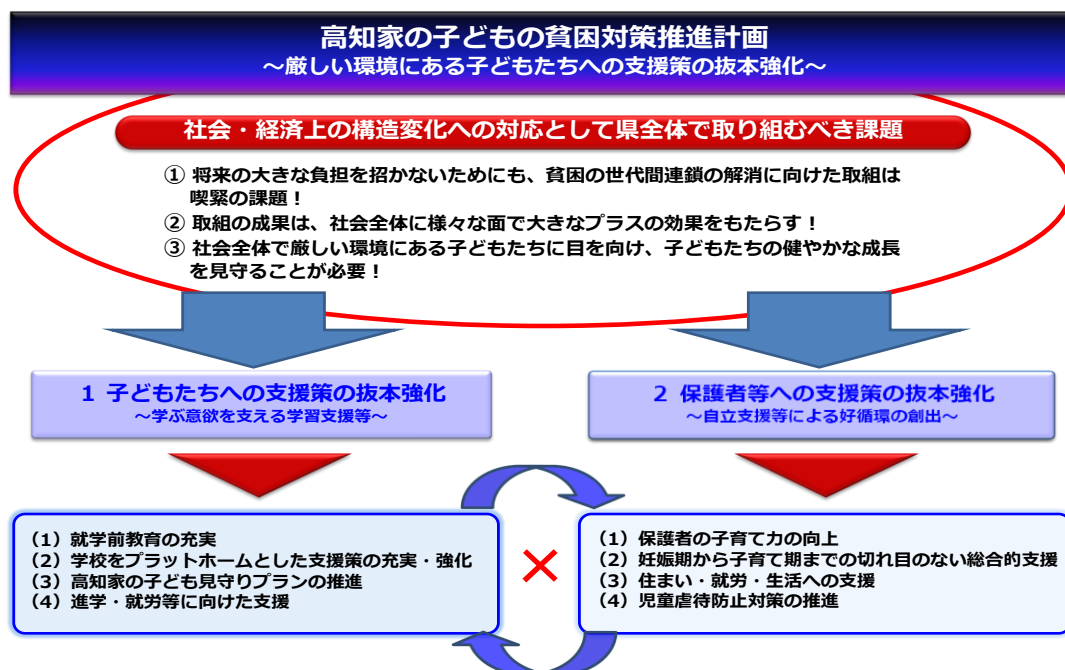 高知家の子どもの貧困対策推進計画
～厳しい環境にある子どもたちへの支援策の抜本強化～
社会・経済上の構造変化への対応として県全体で取り組むべき課題
① 将来の大きな負担を招かないためにも、貧困の世代間連鎖の解消に向けた取組は
喫緊の課題！
② 取組の成果は、社会全体に様々な面で大きなプラスの効果をもたらす！
③ 社会全体で厳しい環境にある子どもたちに目を向け、子どもたちの健やかな成長
を見守ることが必要！
1 子どもたちへの支援策の抜本強化
～学ぶ意欲を支える学習支援等～
（1）就学前教育の充実
（2）学校をプラットホームとした支援策の充実・強化
（3）高知家の子ども見守りプランの推進
（4）進学・就労等に向けた支援
2 保護者等への支援策の抜本強化
～自立支援等による好循環の創出～
（1）保護者の子育て力の向上
（2）妊娠期から子育て期までの切れ目のない総合的支援
（3）住まい・就労・生活への支援
（4）児童虐待防止対策の推進